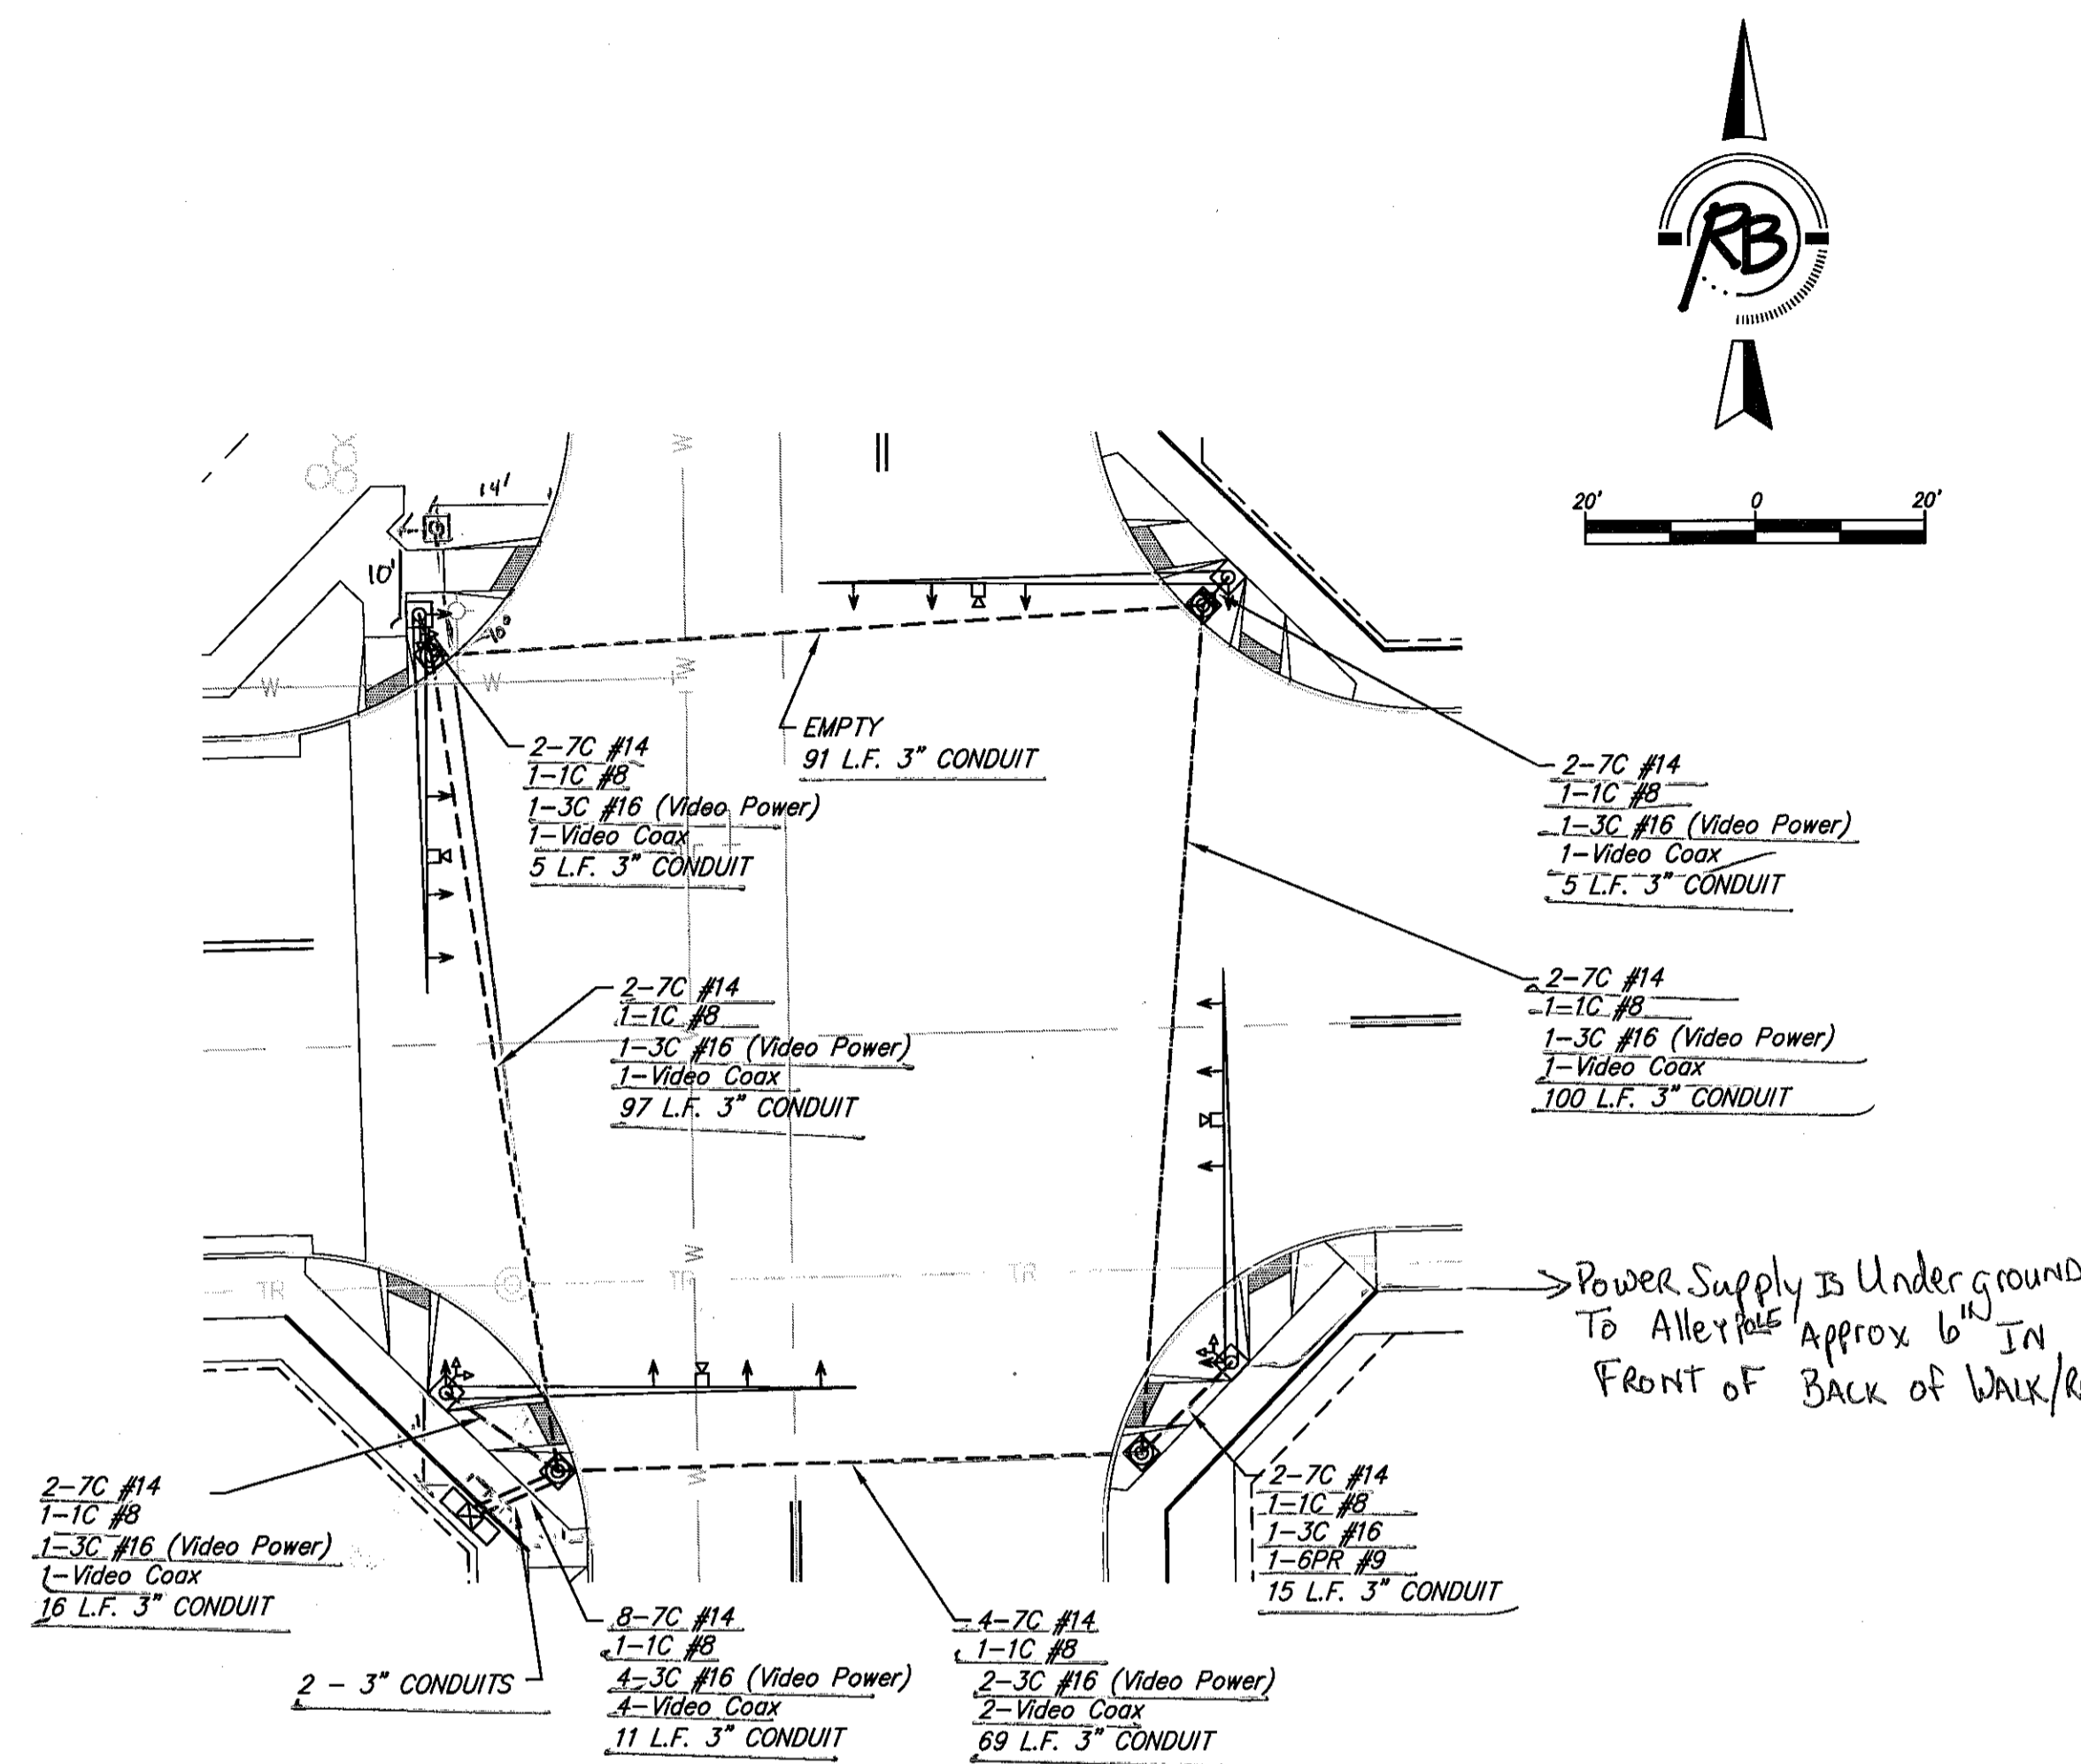 RB
20' 0 20'
14'
10'
10'
W
W
W
W
W
EMPTY
91 L.F. 3" CONDUIT
2-7C #14
1-1C #8
1-3C #16 (Video Power)
1-Video Coax
5 L.F. 3" CONDUIT
2-7C #14
1-1C #8
1-3C #16 (Video Power)
1-Video Coax
5 L.F. 3" CONDUIT
2-7C #14
1-1C #8
1-3C #16 (Video Power)
1-Video Coax
97 L.F. 3" CONDUIT
2-7C #14
1-1C #8
1-3C #16 (Video Power)
1-Video Coax
100 L.F. 3" CONDUIT
W
TR
TR
TR
POWER Supply Is Underground
To Alley POLE Approx 6" IN
FRONT OF BACK OF WALK/R
W
2-7C #14
1-1C #8
1-3C #16 (Video Power)
1-Video Coax
16 L.F. 3" CONDUIT
2 - 3" CONDUITS
8-7C #14
1-1C #8
4-3C #16 (Video Power)
4-Video Coax
11 L.F. 3" CONDUIT
4-7C #14
1-1C #8
2-3C #16 (Video Power)
2-Video Coax
69 L.F. 3" CONDUIT
2-7C #14
1-1C #8
1-3C #16
1-6PR #9
15 L.F. 3" CONDUIT